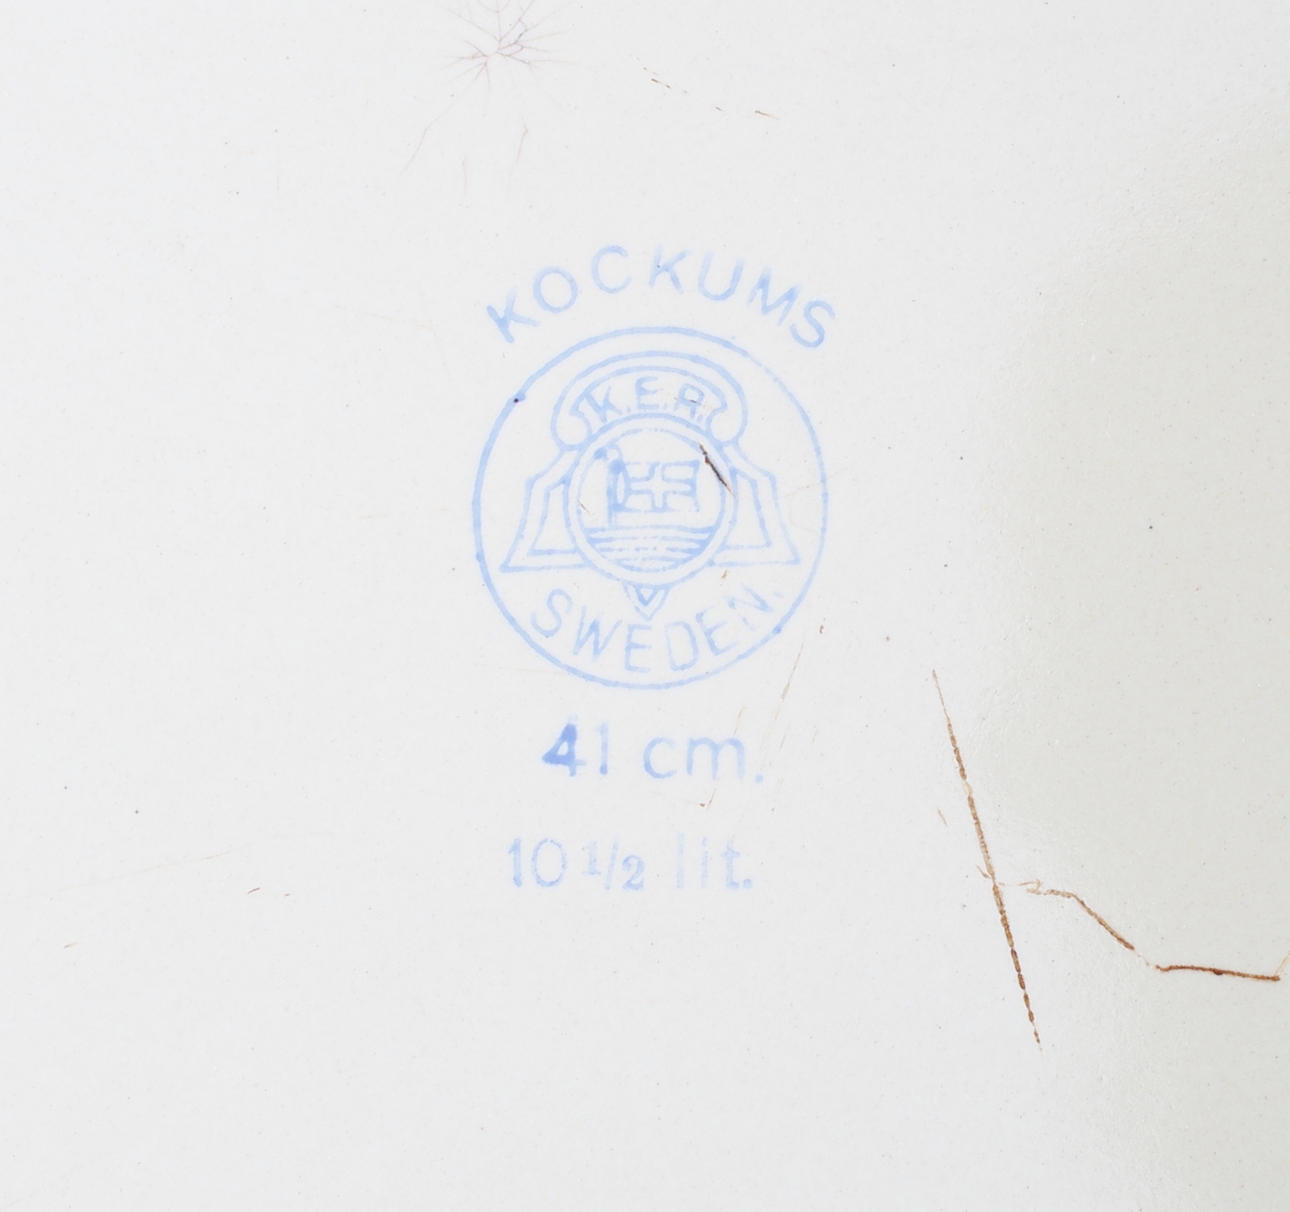 KOCKUMS
K.E.R.
SWEDEN.
41 cm.
10 1/2 lit.